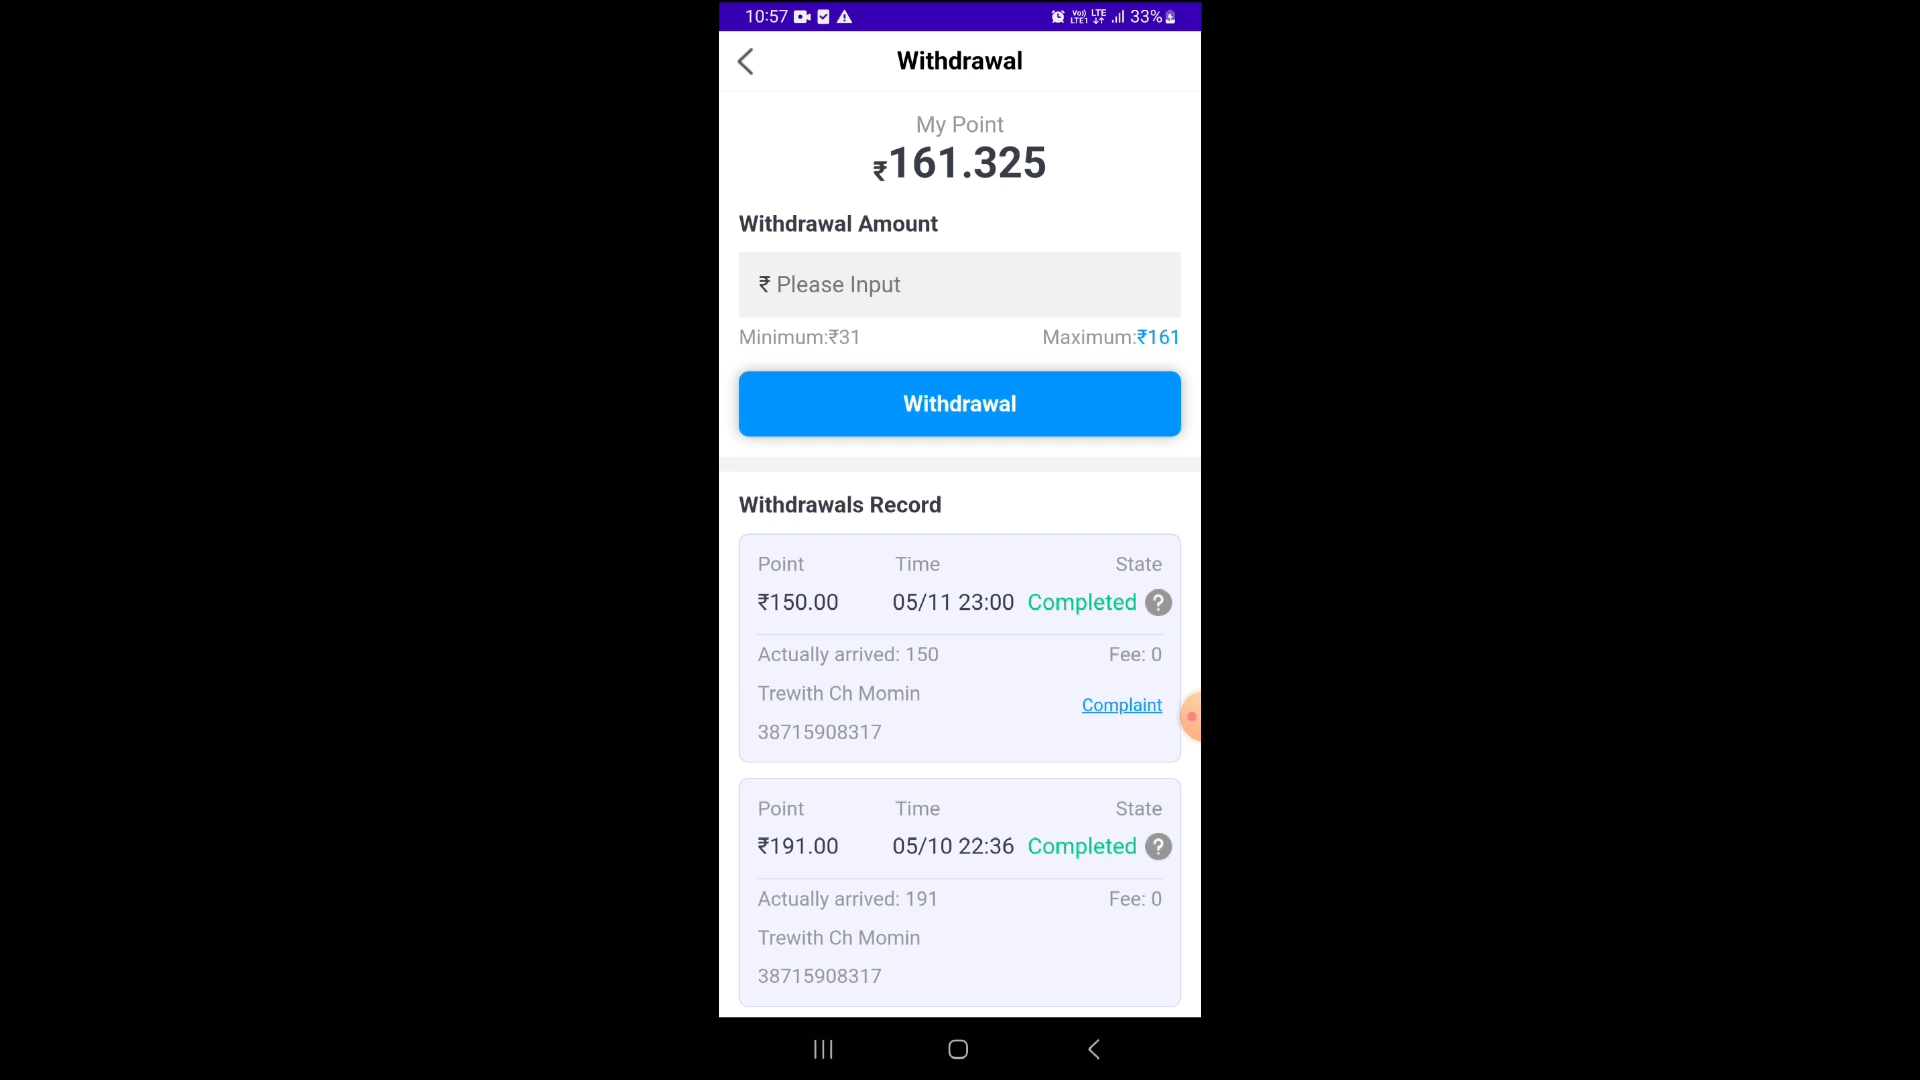 10:57
Vo)) LTE 33%
LTE1
Withdrawal
My Point
₹161.325
Withdrawal Amount
₹ Please Input
Minimum:₹31 Maximum:₹161
Withdrawal
Withdrawals Record
Point Time State
₹150.00 05/11 23:00 Completed ?
Actually arrived: 150 Fee: 0
Trewith Ch Momin
Complaint
38715908317
Point Time State
₹191.00 05/10 22:36 Completed ?
Actually arrived: 191 Fee: 0
Trewith Ch Momin
38715908317